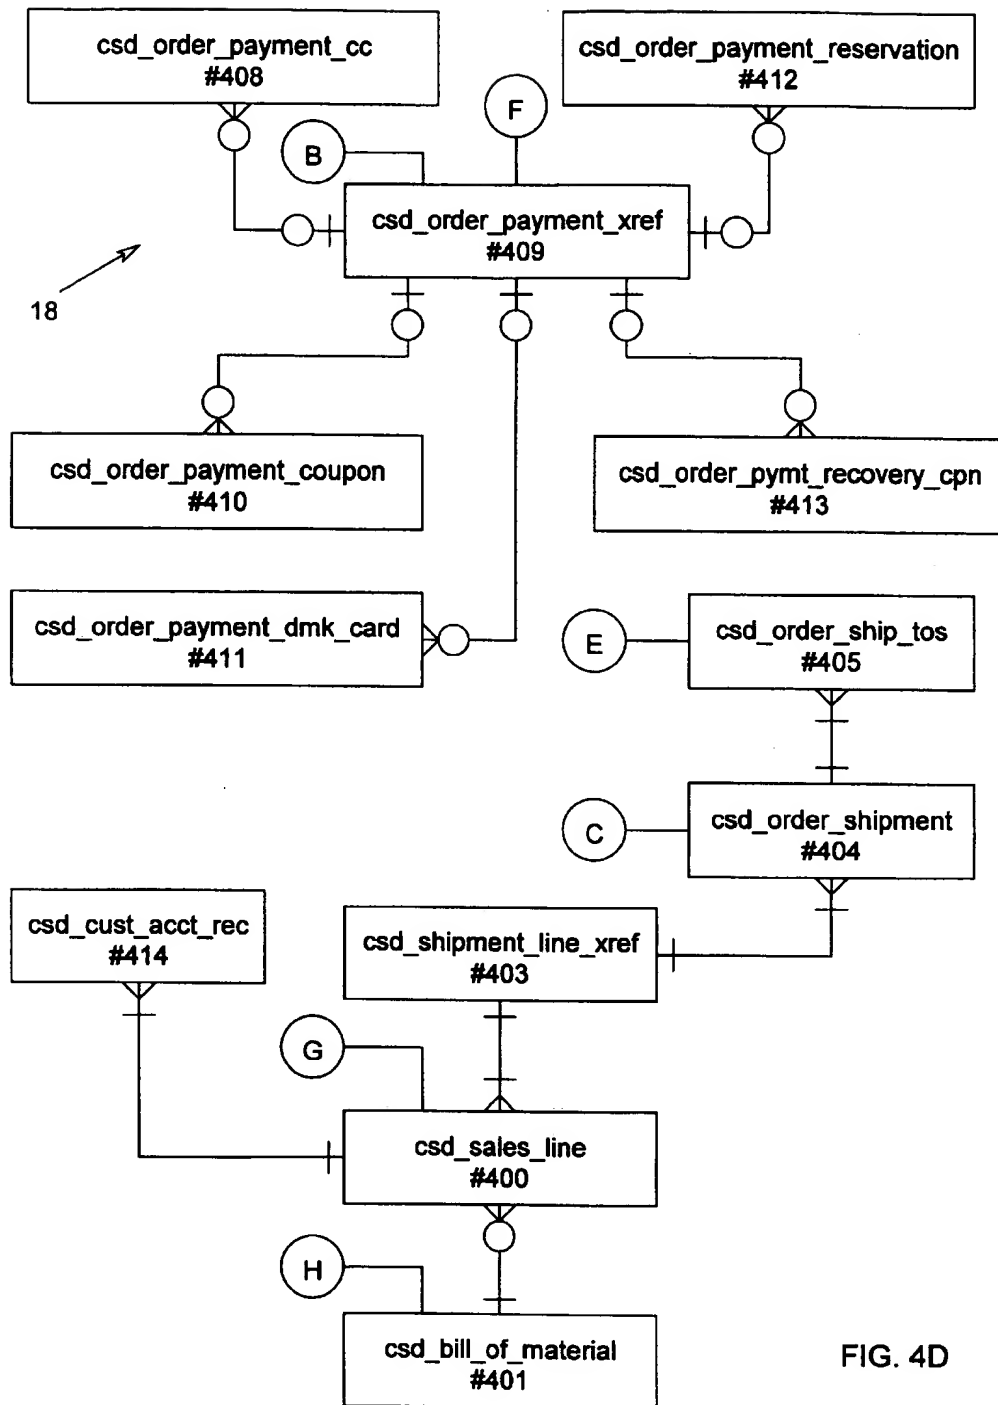 csd_order_payment_cc
#408
csd_order_payment_reservation
#412
F
B
csd_order_payment_xref
#409
18
csd_order_payment_coupon
#410
csd_order_pymt_recovery_cpn
#413
csd_order_payment_dmk_card
#411
E
csd_order_ship_tos
#405
C
csd_order_shipment
#404
csd_cust_acct_rec
#414
csd_shipment_line_xref
#403
G
csd_sales_line
#400
H
csd_bill_of_material
#401
FIG. 4D